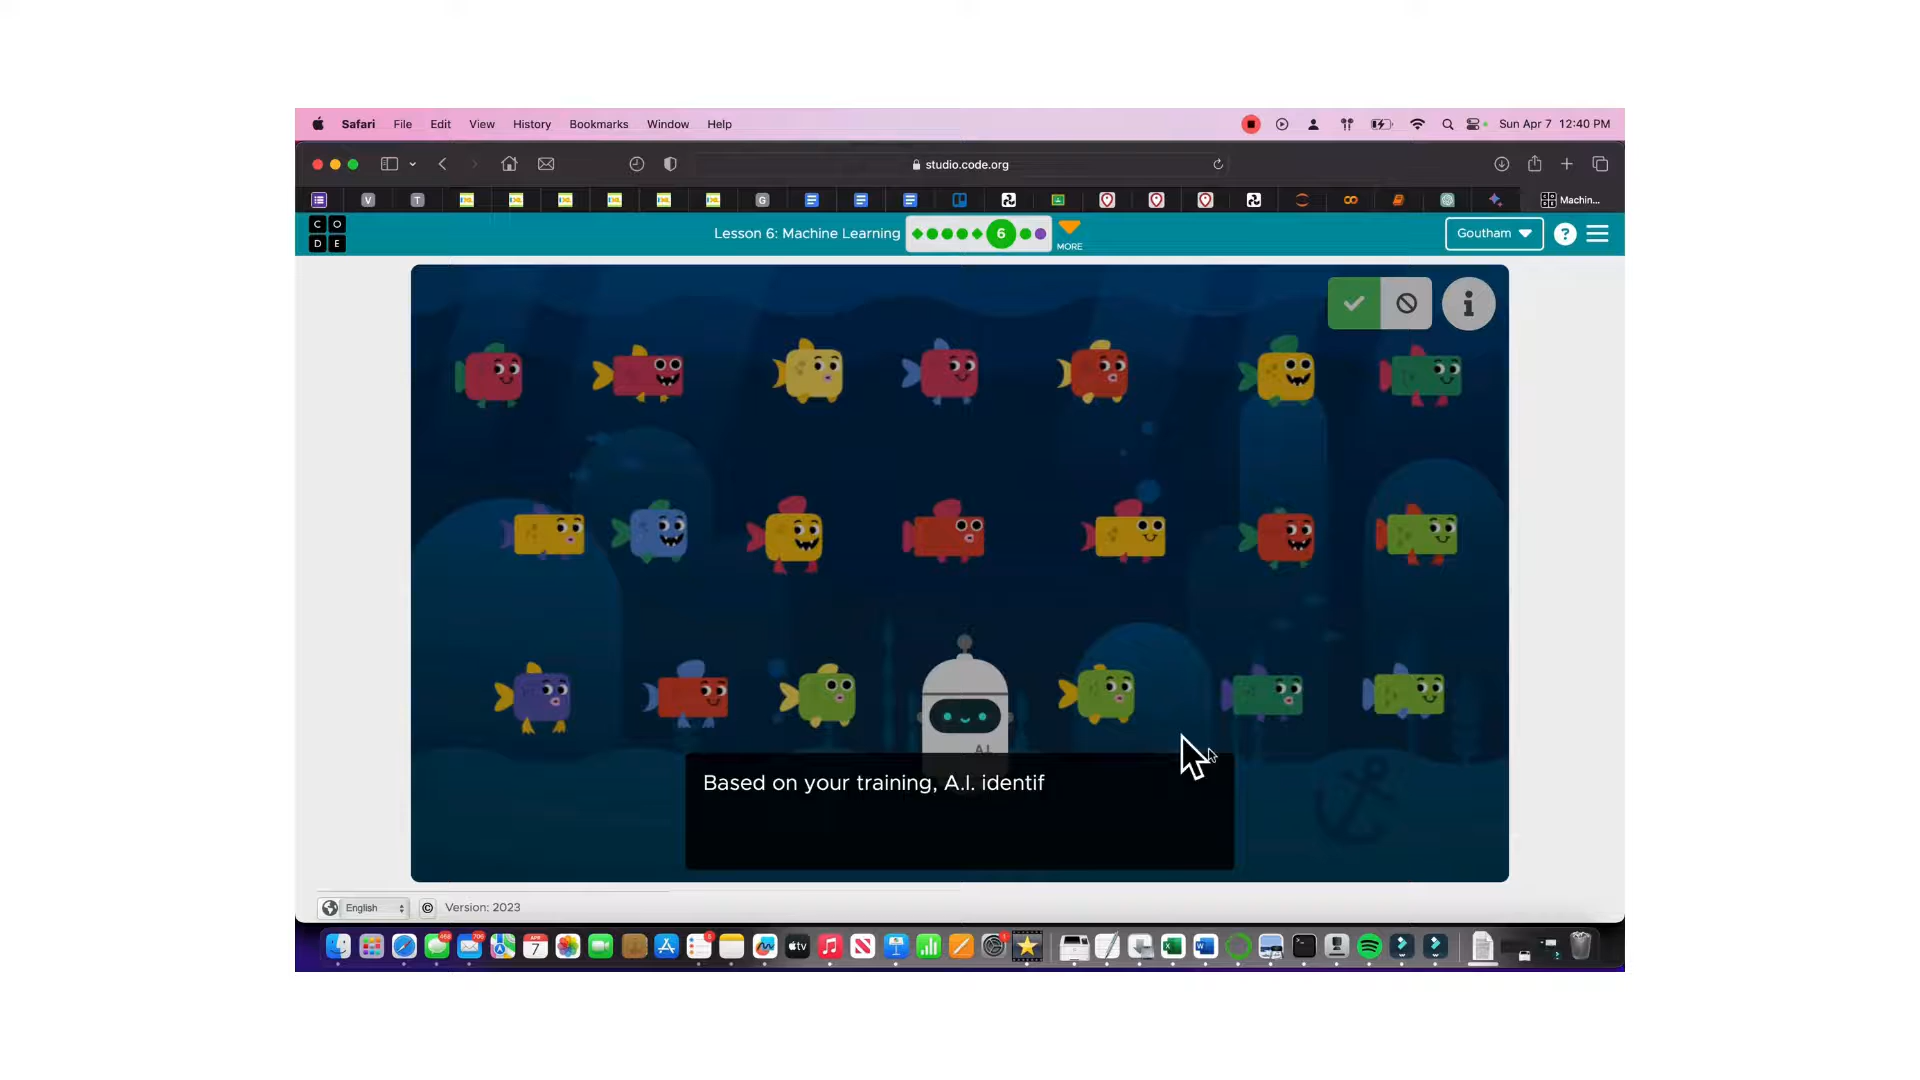 Safari File Edit View History Bookmarks Window Help Sun Apr 7 12:40 PM
studio.code.org
V T G Machin...
C O
D E
Lesson 6: Machine Learning 6 MORE Goutham ?
A.I.
Based on your training, A.I. identif
English © Version: 2023